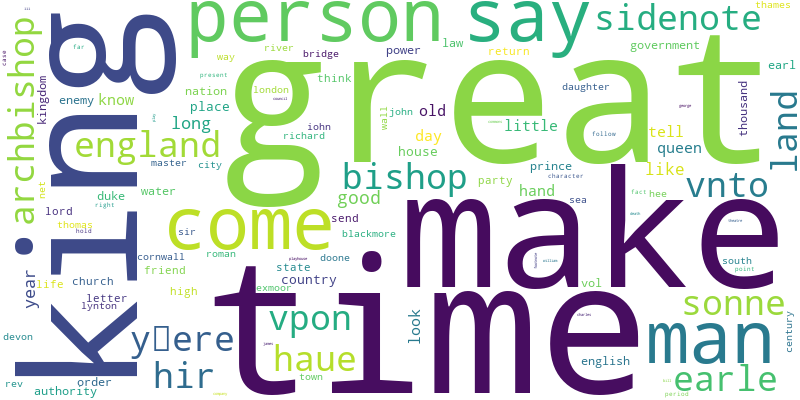 person say sidenote thames
great
king
archbishop
make
time
come
england
man
land
bishop
vnto
sonne
earle
haue
vpon
hir
long
good
like
tell
little
queen
hand
day
old
house
think
place
nation
know
enemy
kingdom
power
law
way
river
bridge
return
government
earl
thousand
daughter
london
present
far
case
richard
iohn
john
wall
master
city
water
duke
lord
thomas
right
net
year
life
church
letter
lynton
hold
cornwall
friend
sir
roman
send
blackmore
party
prince
character
sea
hee
fact
follow
george
council
doone
state
country
exmoor
high
town
james
playhouse
look
vol
english
william
charles
south
point
century
period
devon
rev
order
authority